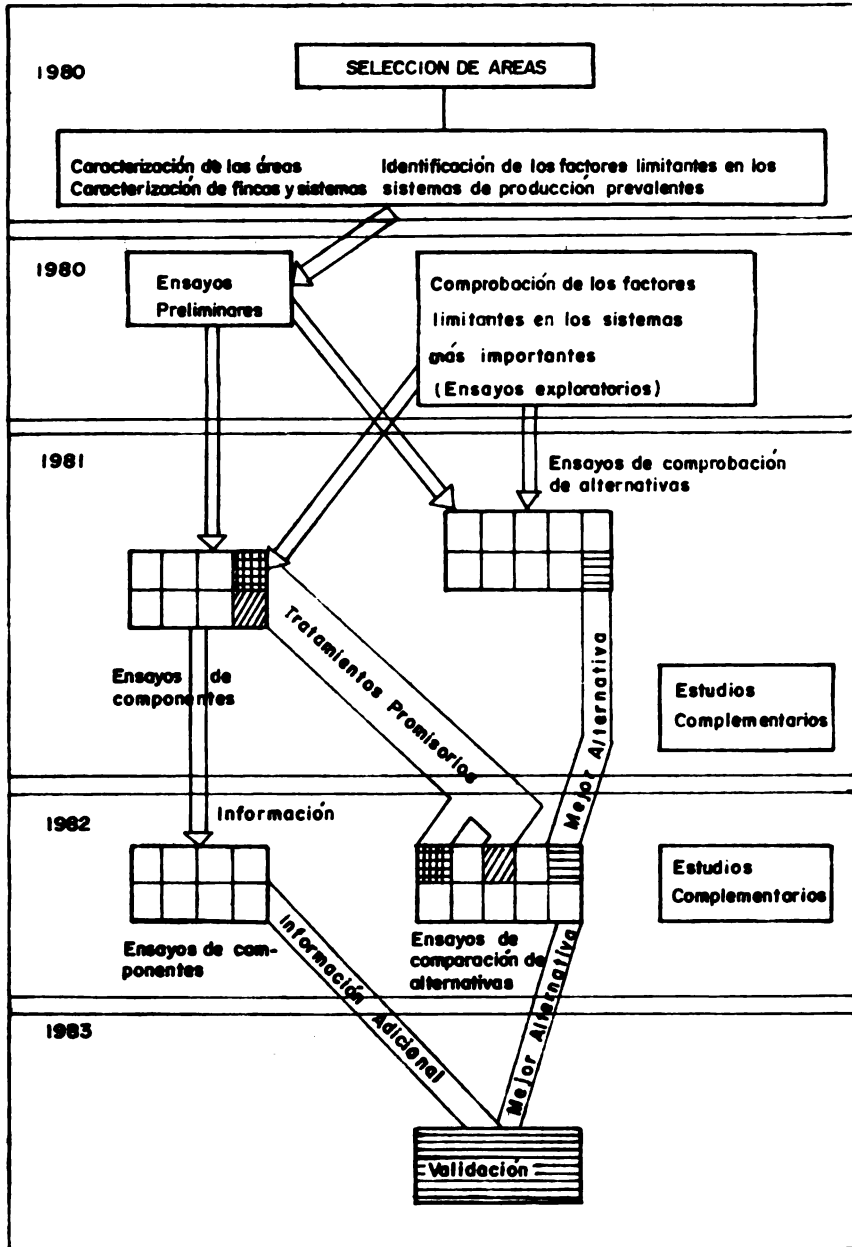 1980
SELECCION DE AREAS
Caracterización de las áreas
Caracterización de fincas y sistemas
Identificación de los factores limitantes en los
sistemas de producción prevalentes
1980
Ensayos
Preliminares
Comprobación de los factores
limitantes en los sistemas
más importantes
(Ensayos exploratorios)
1981
Ensayos de comprobación
de alternativas
Tratamientos Promisorios
Mejor Alternativa
Ensayos de
componentes
Estudios
Complementarios
1982
Información
Ensayos de com-
ponentes
Ensayos de
comparación de
alternativas
Estudios
Complementarios
Información Adicional
Mejor Alternativa
1983
Validación